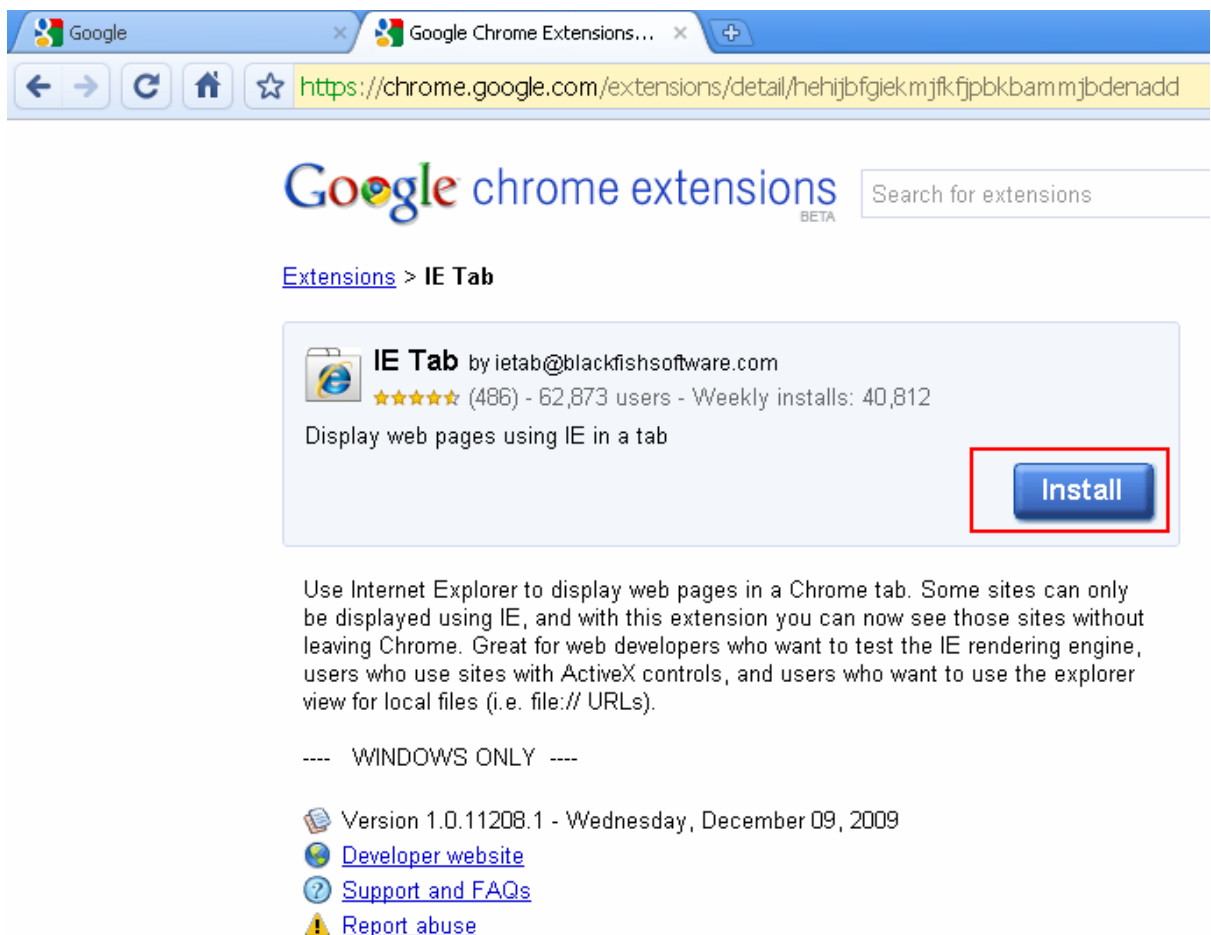 Google
Google Chrome Extensions...
https://chrome.google.com/extensions/detail/hehijbfgiekmjfkfjpbkbammjbdenadd
Google chrome extensions
BETA
Search for extensions
Extensions > IE Tab
IE Tab by ietab@blackfishsoftware.com
(486) - 62,873 users - Weekly installs: 40,812
Display web pages using IE in a tab
Install
Use Internet Explorer to display web pages in a Chrome tab. Some sites can only
be displayed using IE, and with this extension you can now see those sites without
leaving Chrome. Great for web developers who want to test the IE rendering engine,
users who use sites with ActiveX controls, and users who want to use the explorer
view for local files (i.e. file:// URLs).
---- WINDOWS ONLY ----
Version 1.0.11208.1 - Wednesday, December 09, 2009
Developer website
Support and FAQs
Report abuse